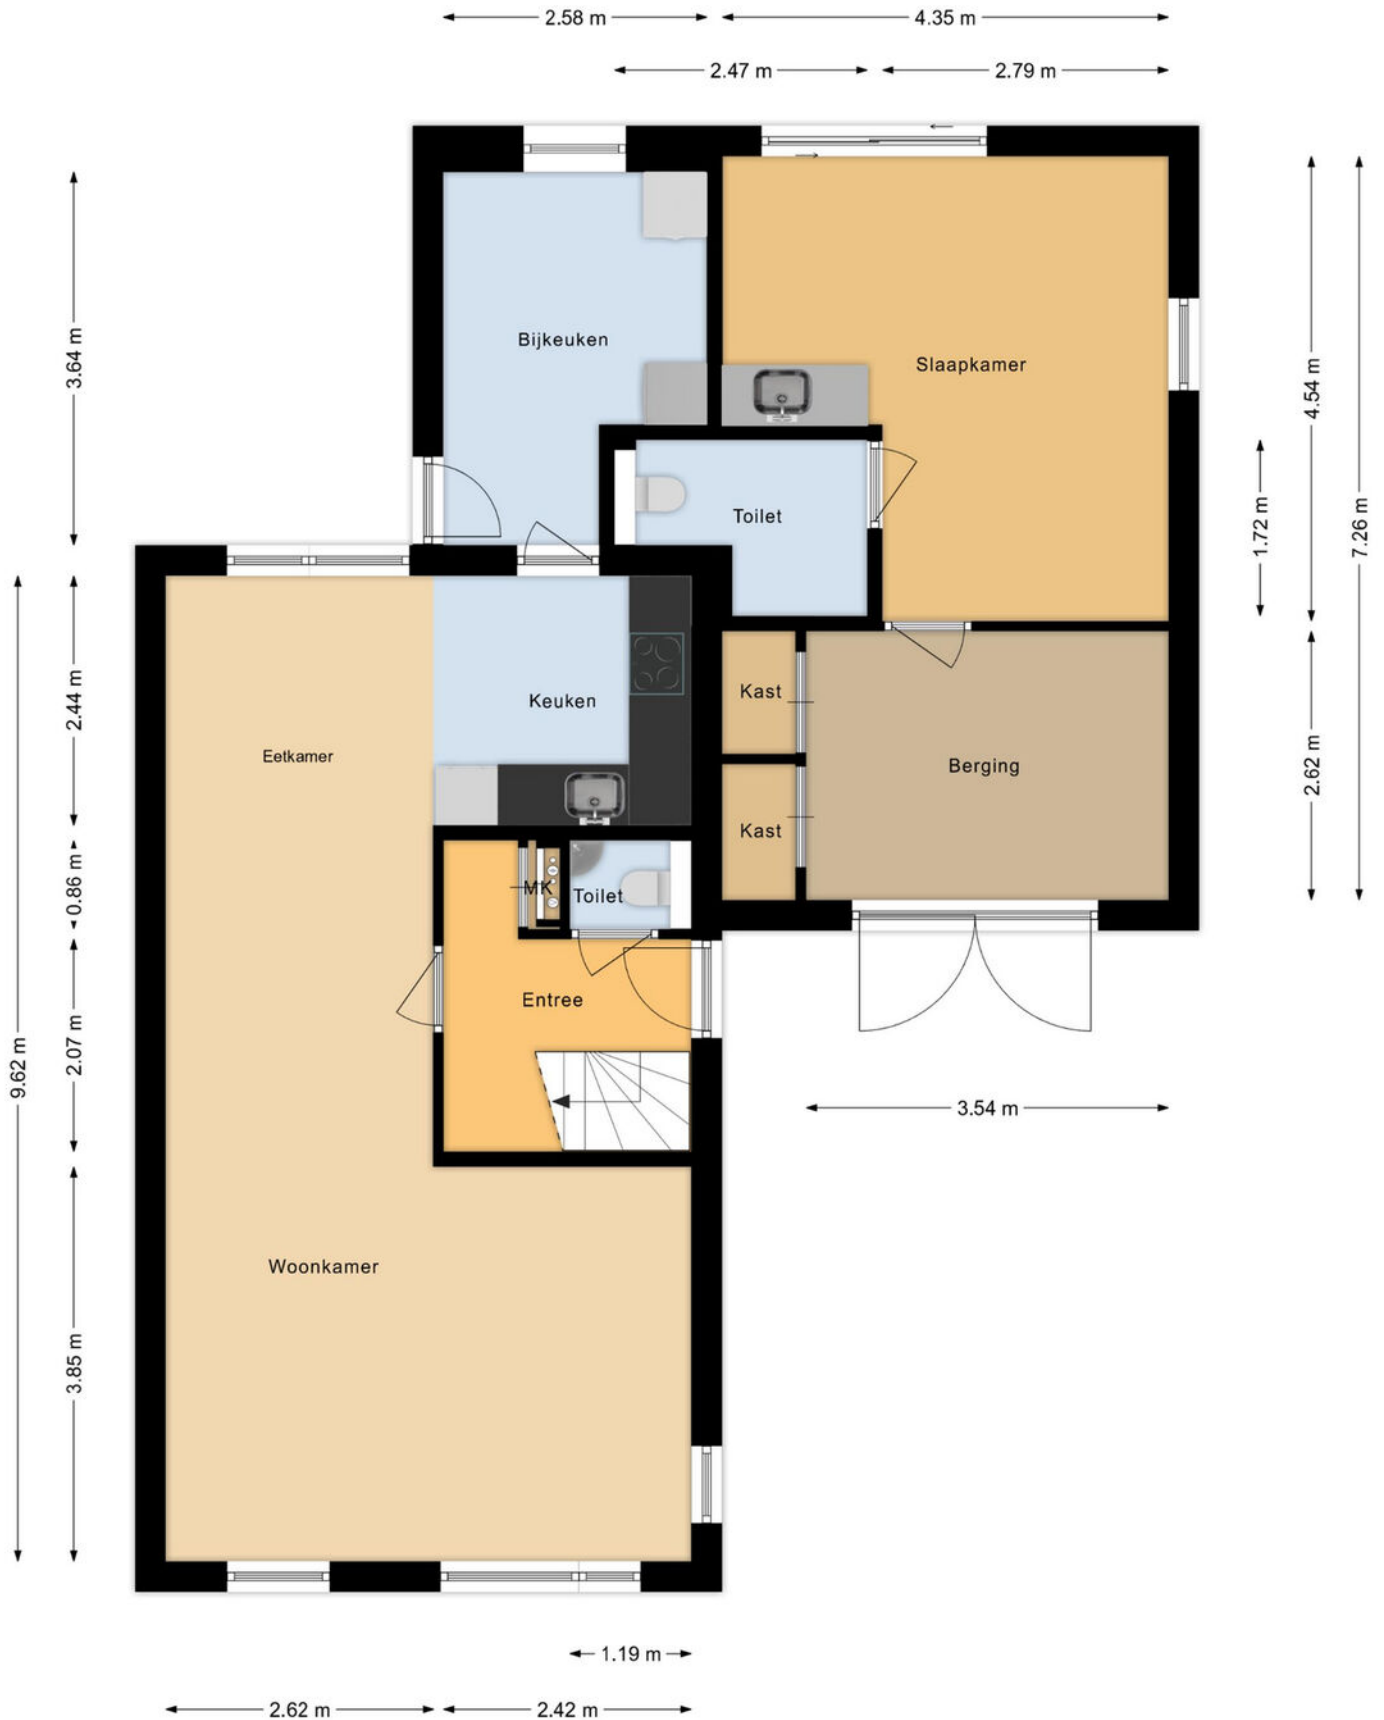 2.58 m
4.35 m
2.47 m
2.79 m
3.64 m
Bijkeuken
Slaapkamer
4.54 m
Toilet
1.72 m
7.26 m
2.44 m
Keuken
Kast
Eetkamer
Berging
2.62 m
Kast
0.86 m
MK
Toilet
Entree
2.07 m
9.62 m
3.54 m
Woonkamer
3.85 m
1.19 m
2.62 m
2.42 m